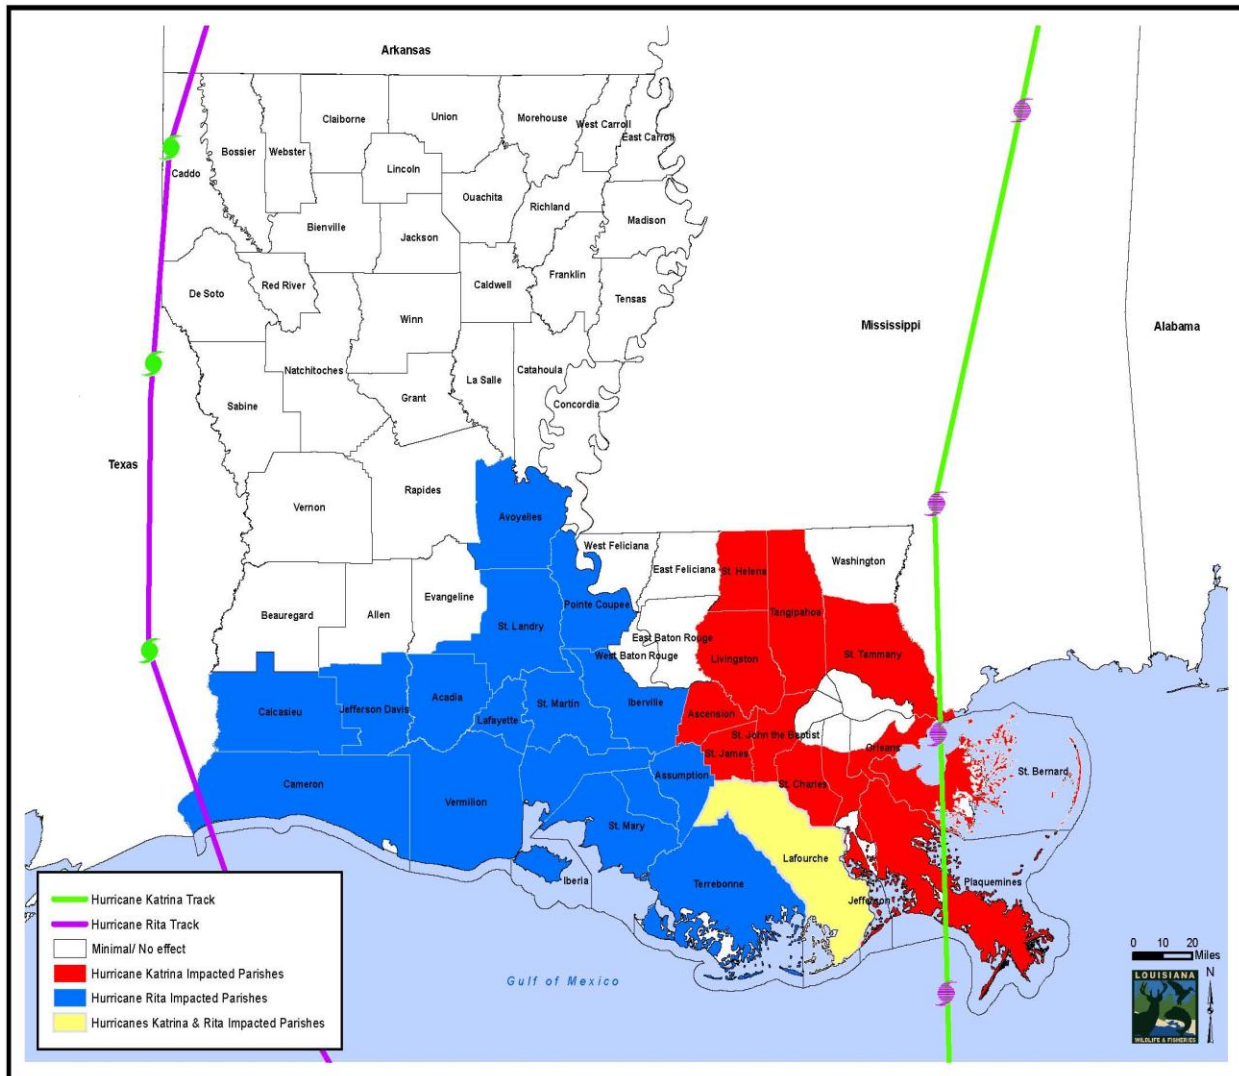 Arkansas
Claiborne
Union
Morehouse
West Carroll
East Carroll
Bossier
Webster
Caddo
Lincoln
Ouachita
Richland
Madison
Bienville
Jackson
Franklin
Caldwell
Red River
De Soto
Tensas
Winn
Mississippi
Alabama
Natchitoches
La Salle
Catahoula
Grant
Concordia
Sabine
Texas
Rapides
Vernon
Avoyelles
West Feliciana
East Feliciana
St. Helena
Washington
Evangeline
Pointe Coupee
Tangipahoa
Beauregard
Allen
St. Landry
East Baton Rouge
West Baton Rouge
Livingston
St. Tammany
Calcasieu
Jefferson Davis
Acadia
Lafayette
St. Martin
Iberville
Ascension
St. John the Baptist
Orleans
St. James
St. Bernard
Assumption
St. Charles
Cameron
Vermilion
St. Mary
Lafourche
Iberia
Terrebonne
Jefferson
Plaquemines
Gulf of Mexico
Hurricane Katrina Track
Hurricane Rita Track
Minimal/ No effect
Hurricane Katrina Impacted Parishes
Hurricane Rita Impacted Parishes
Hurricanes Katrina & Rita Impacted Parishes
0 10 20
Miles
N
LOUISIANA
WILDLIFE & FISHERIES